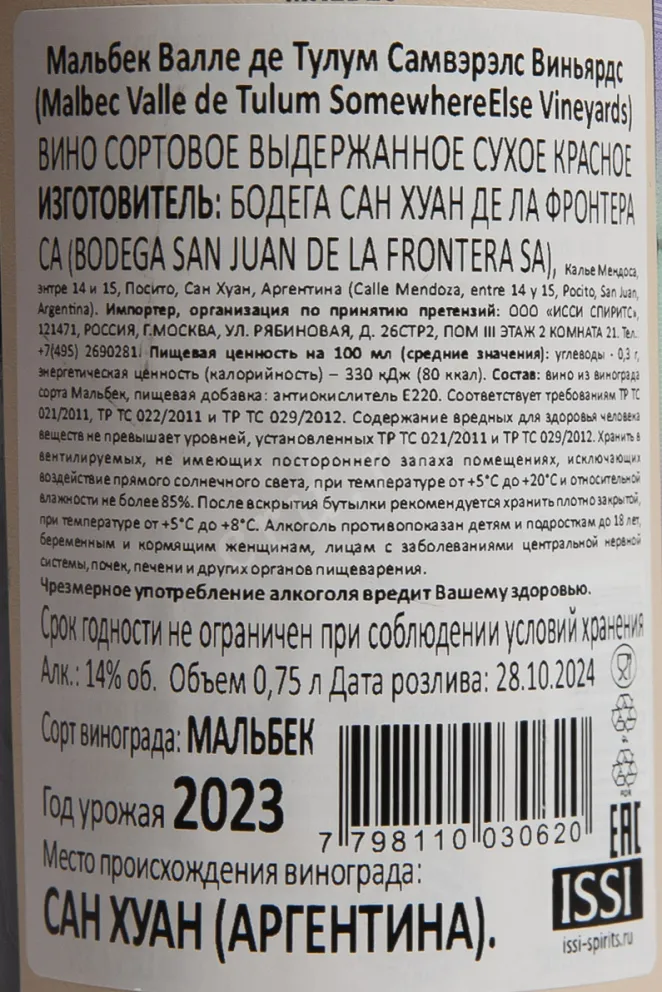 Мальбек Валле де Тулум Самвэрэлс Виньярдс
(Malbec Valle de Tulum SomewhereElse Vineyards)
ВИНО СОРТОВОЕ ВЫДЕРЖАННОЕ СУХОЕ КРАСНОЕ
ИЗГОТОВИТЕЛЬ: БОДЕГА САН ХУАН ДЕ ЛА ФРОНТЕРА
СА (BODEGA SAN JUAN DE LA FRONTERA SA), Калье Мендоса,
энтре 14 и 15, Посито, Сан Хуан, Аргентина (Calle Mendoza, entre 14 y 15, Pocito, San Juan,
Argentina). Импортер, организация по принятию претензий: ООО «ИССИ СПИРИТС»,
121471, РОССИЯ, Г.МОСКВА, УЛ. РЯБИНОВАЯ, Д. 26СТР2, ПОМ III ЭТАЖ 2 КОМНАТА 21. Тел.
+7(495) 2690281. Пищевая ценность на 100 мл (средние значения): углеводы - 0,3 г,
энергетическая ценность (калорийность) – 330 кДж (80 ккал). Состав: вино из винограда
сорта Мальбек, пищевая добавка: антиокислитель Е220. Соответствует требованиям ТР ТС
021/2011, ТР ТС 022/2011 и ТР ТС 029/2012. Содержание вредных для здоровья человека
веществ не превышает уровней, установленных ТР ТС 021/2011 и ТР ТС 029/2012. Хранить в
вентилируемых, не имеющих постороннего запаха помещениях, исключающих
воздействие прямого солнечного света, при температуре от +5°С до +20°С и относительной
влажности не более 85%. После вскрытия бутылки рекомендуется хранить плотно закрытой,
при температуре от +5°С до +8°С. Алкоголь противопоказан детям и подросткам до 18 лет,
беременным и кормящим женщинам, лицам с заболеваниями центральной нервной
системы, почек, печени и других органов пищеварения.
Чрезмерное употребление алкоголя вредит Вашему здоровью.
Срок годности не ограничен при соблюдении условий хранения
Алк.: 14% об. Объем 0,75 л Дата розлива: 28.10.2024
Сорт винограда: МАЛЬБЕК
Год урожая 2023
7 798110 030620
EAC
Место происхождения винограда:
САН ХУАН (АРГЕНТИНА).
ISSI
issi-spirits.ru